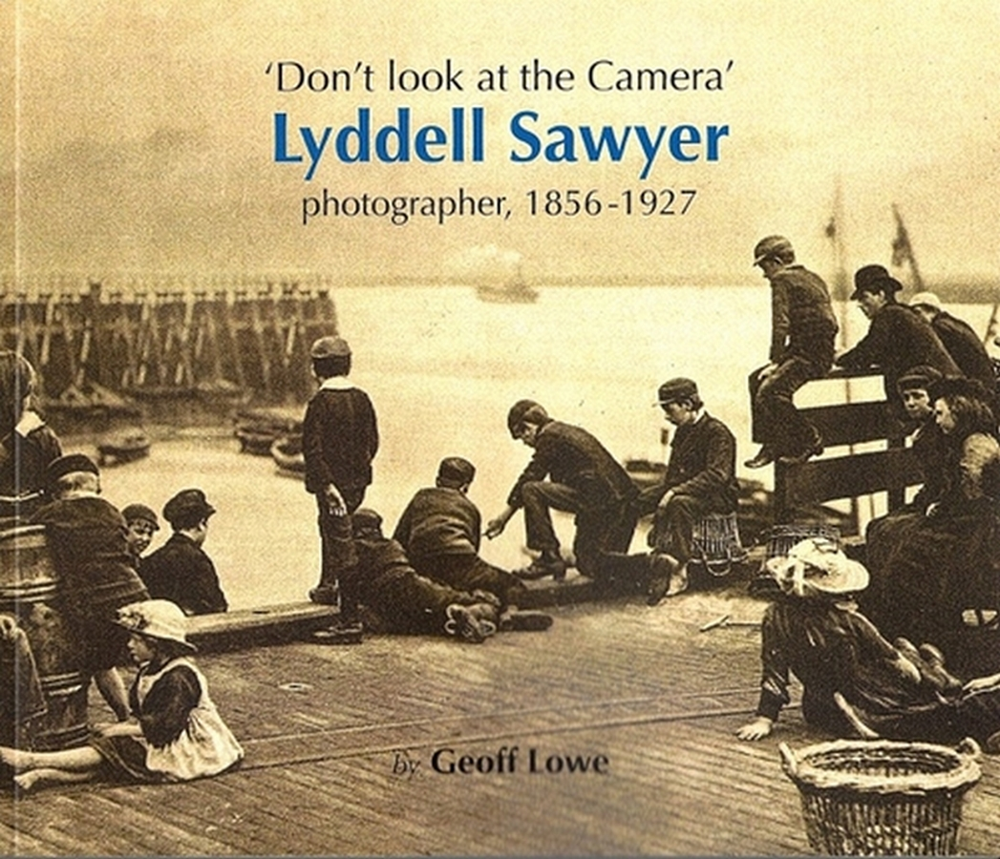 ‘Don’t look at the Camera’
Lyddell Sawyer
photographer, 1856-1927
by Geoff Lowe